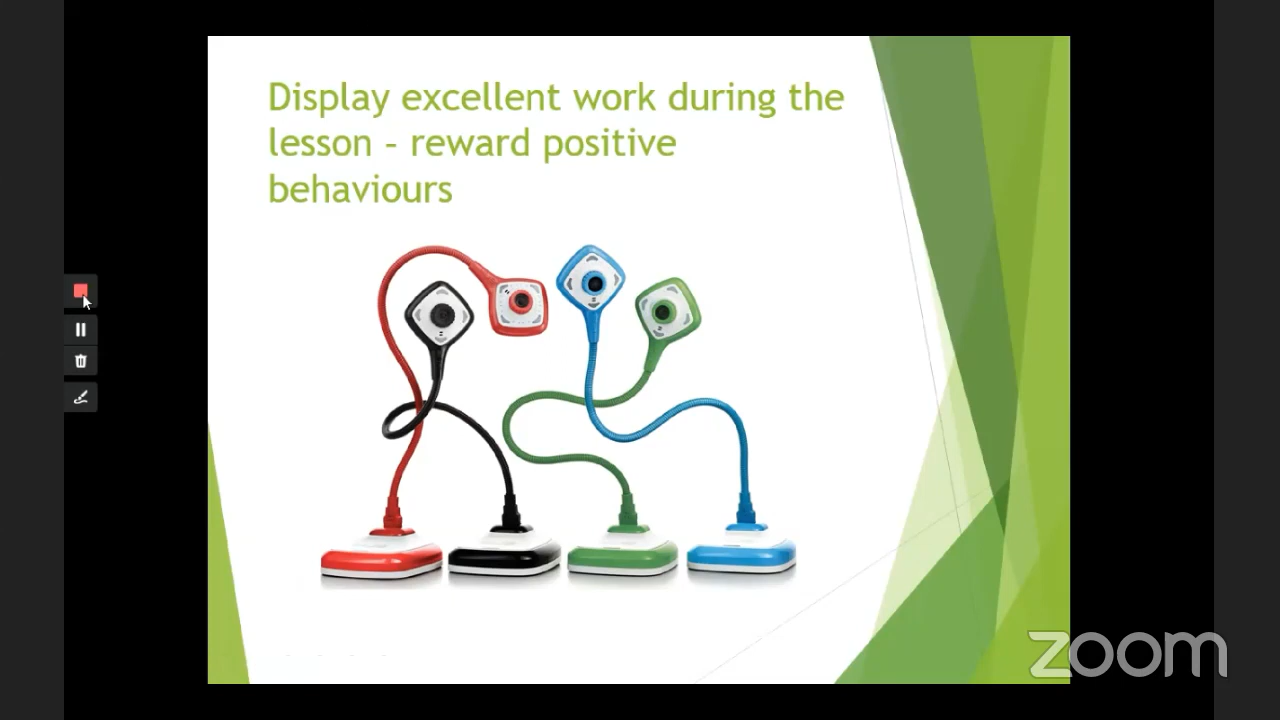 Display excellent work during the
lesson – reward positive
behaviours
zoom